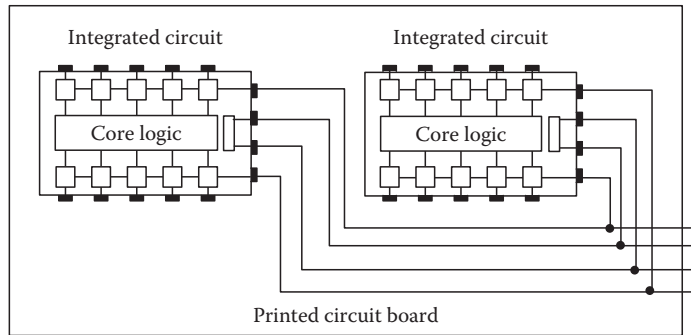 Integrated circuit
Integrated circuit
Core logic
Core logic
Printed circuit board